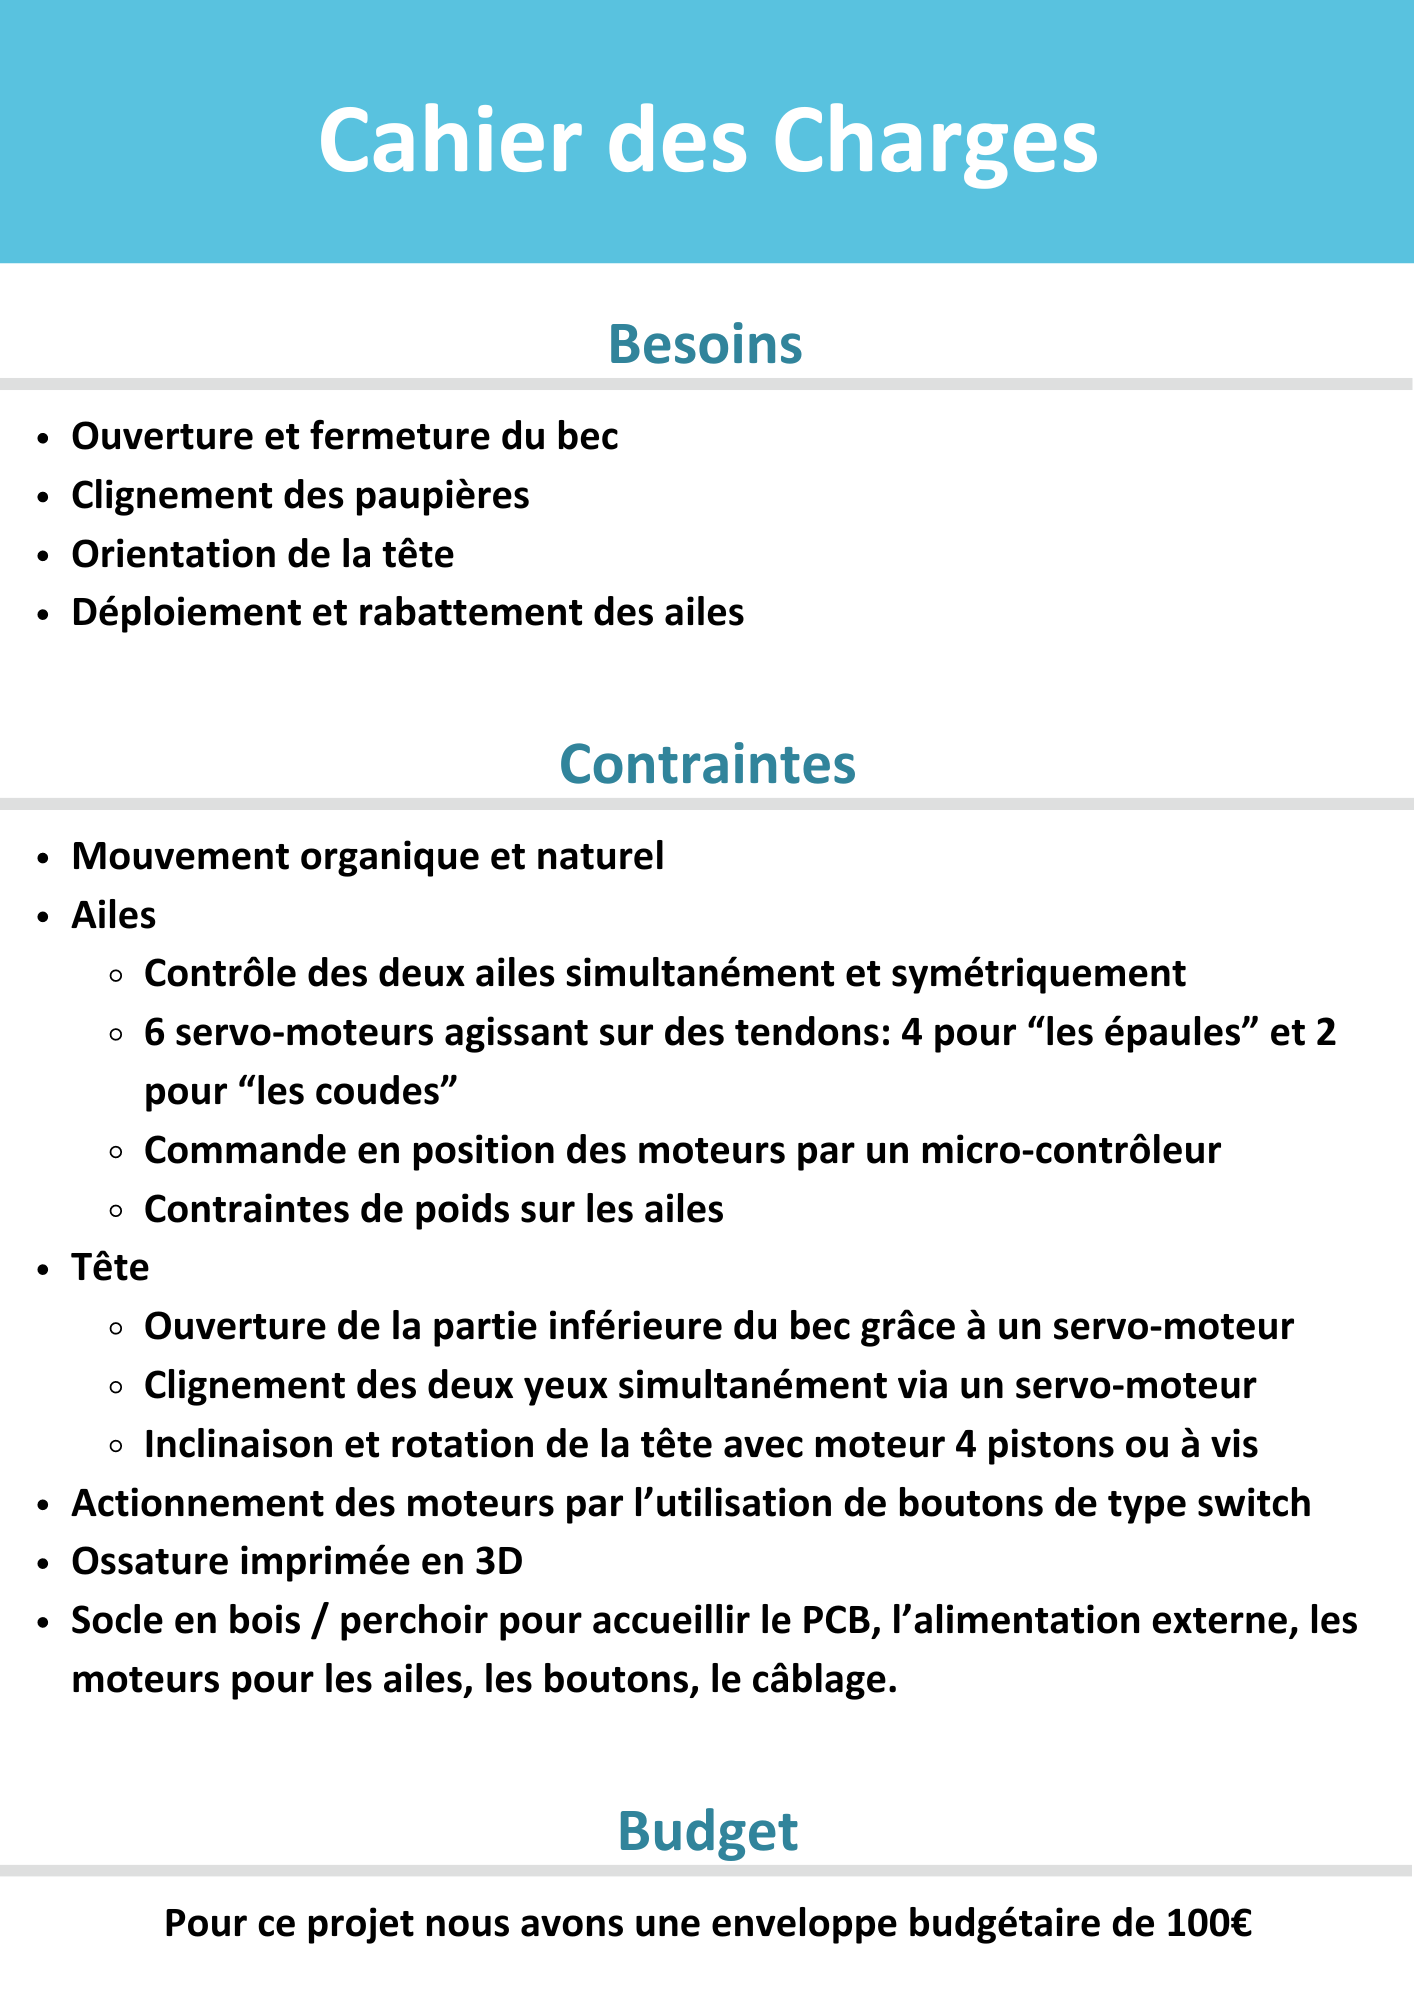 Cahier des Charges
Besoins
• Ouverture et fermeture du bec
• Clignement des paupières
• Orientation de la tête
• Déploiement et rabattement des ailes
Contraintes
• Mouvement organique et naturel
• Ailes
◦ Contrôle des deux ailes simultanément et symétriquement
◦ 6 servo-moteurs agissant sur des tendons: 4 pour “les épaules” et 2
pour “les coudes”
◦ Commande en position des moteurs par un micro-contrôleur
◦ Contraintes de poids sur les ailes
• Tête
◦ Ouverture de la partie inférieure du bec grâce à un servo-moteur
◦ Clignement des deux yeux simultanément via un servo-moteur
◦ Inclinaison et rotation de la tête avec moteur 4 pistons ou à vis
• Actionnement des moteurs par l’utilisation de boutons de type switch
• Ossature imprimée en 3D
• Socle en bois / perchoir pour accueillir le PCB, l’alimentation externe, les
moteurs pour les ailes, les boutons, le câblage.
Budget
Pour ce projet nous avons une enveloppe budgétaire de 100€